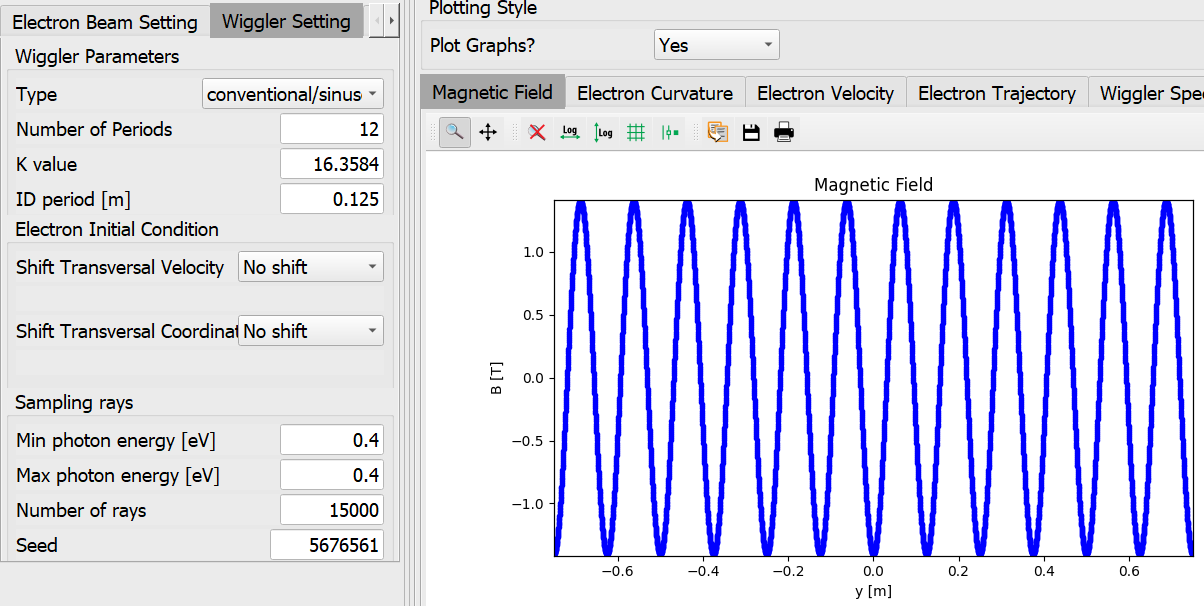 Electron Beam Setting
Wiggler Setting
Wiggler Parameters
Type
conventional/sinus
Number of Periods
12
K value
16.3584
ID period [m]
0.125
Electron Initial Condition
Shift Transversal Velocity
No shift
Shift Transversal Coordinat
No shift
Sampling rays
Min photon energy [eV]
0.4
Max photon energy [eV]
0.4
Number of rays
15000
Seed
5676561
Plotting Style
Plot Graphs?
Yes
Magnetic Field
Electron Curvature
Electron Velocity
Electron Trajectory
Wiggler Spe
Log
Log
Magnetic Field
B [T]
1.0
0.5
0.0
−0.5
−1.0
−0.6
−0.4
−0.2
0.0
0.2
0.4
0.6
y [m]